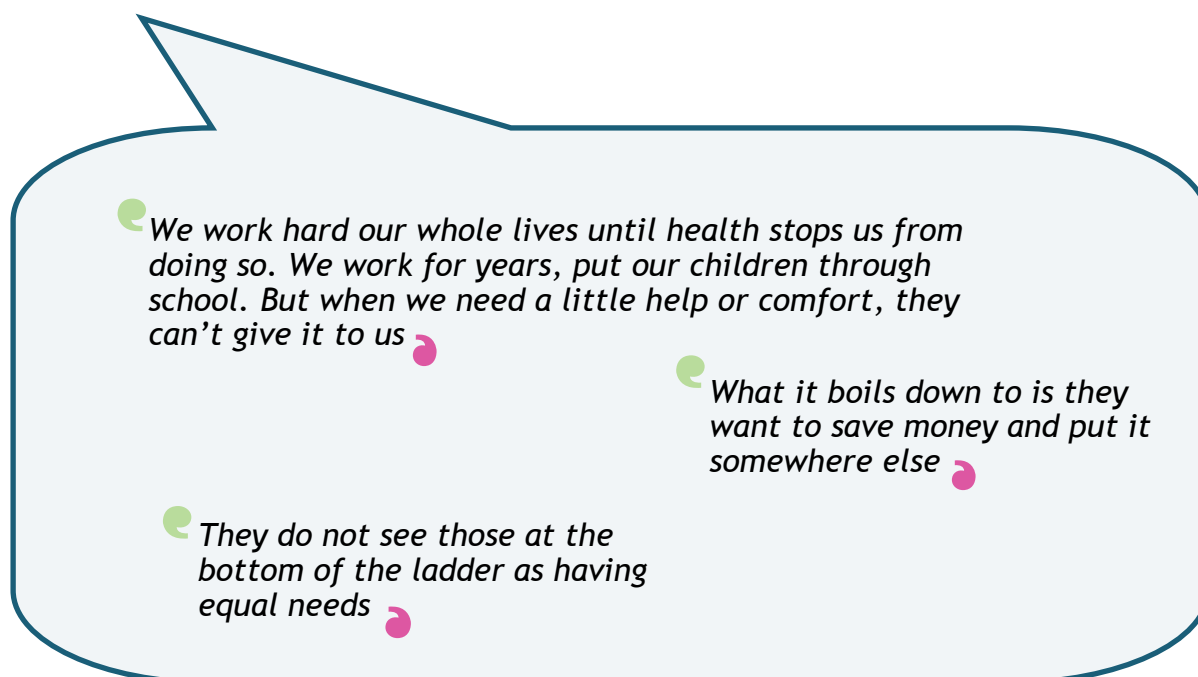 ‘We work hard our whole lives until health stops us from
doing so. We work for years, put our children through
school. But when we need a little help or comfort, they
can’t give it to us’
‘What it boils down to is they
want to save money and put it
somewhere else’
‘They do not see those at the
bottom of the ladder as having
equal needs’